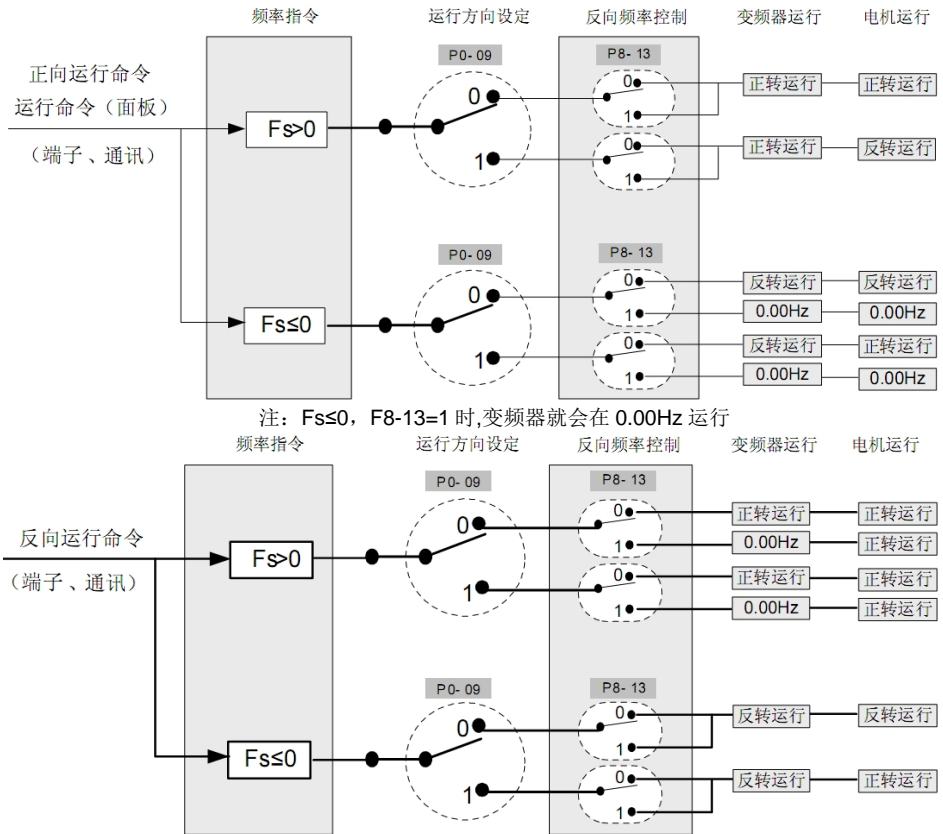 频率指令 运行方向设定 反向频率控制 变频器运行 电机运行
P0- 09 P8- 13
正向运行命令
运行命令（面板）
（端子、通讯）
Fs>0
0
1
0
1
0
1
正转运行 正转运行
正转运行 反转运行
P0- 09 P8- 13
Fs≤0
0
1
0
1
0
1
反转运行 反转运行
0.00Hz 0.00Hz
反转运行 正转运行
0.00Hz 0.00Hz
注：Fs≤0，F8-13=1 时,变频器就会在 0.00Hz 运行
频率指令 运行方向设定 反向频率控制 变频器运行 电机运行
P0- 09 P8- 13
反向运行命令
（端子、通讯）
Fs>0
0
1
0
1
0
1
正转运行 正转运行
0.00Hz 正转运行
正转运行 正转运行
0.00Hz 正转运行
P0- 09 P8- 13
Fs≤0
0
1
0
1
0
1
反转运行 反转运行
反转运行 正转运行